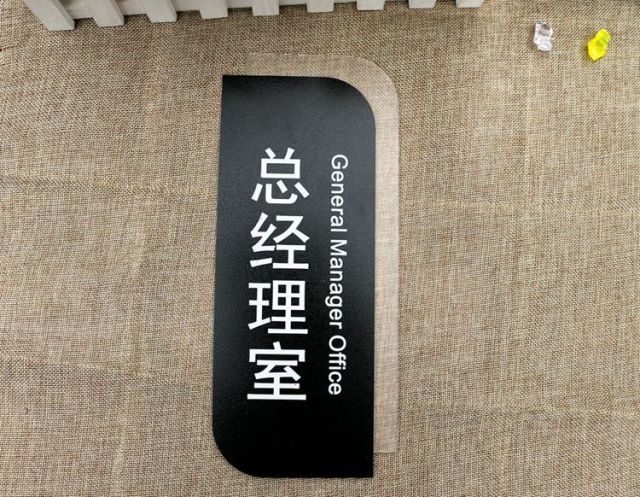 总经理室
General Manager Office